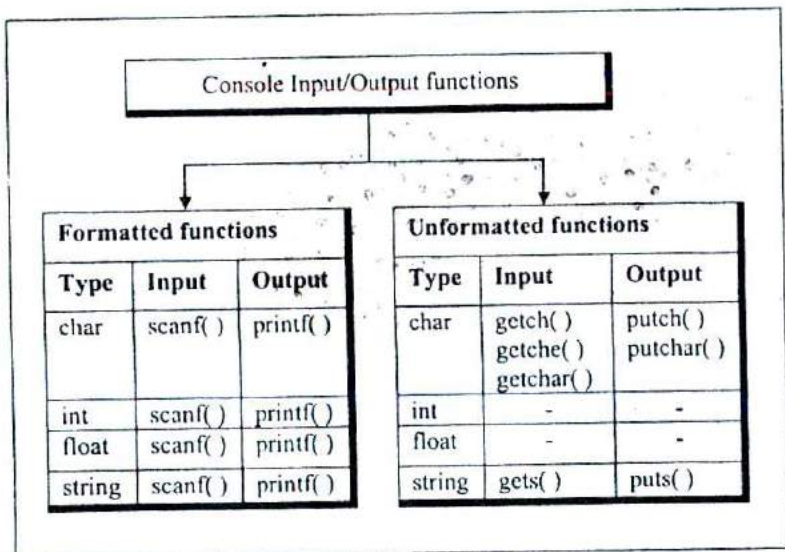 Console Input/Output functions
Formatted functions
Type Input Output
char scanf( ) printf( )
int scanf( ) printf( )
float scanf( ) printf( )
string scanf( ) printf( )
Unformatted functions
Type Input Output
char getch( ) putch( )
getche( ) putchar( )
getchar( )
int - -
float - -
string gets( ) puts( )